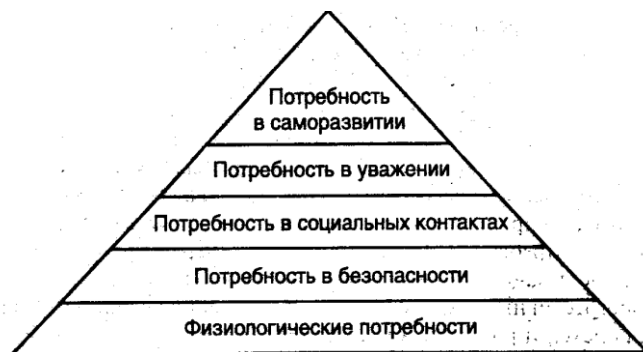 Потребность
в саморазвитии
Потребность в уважении
Потребность в социальных контактах
Потребность в безопасности
Физиологические потребности